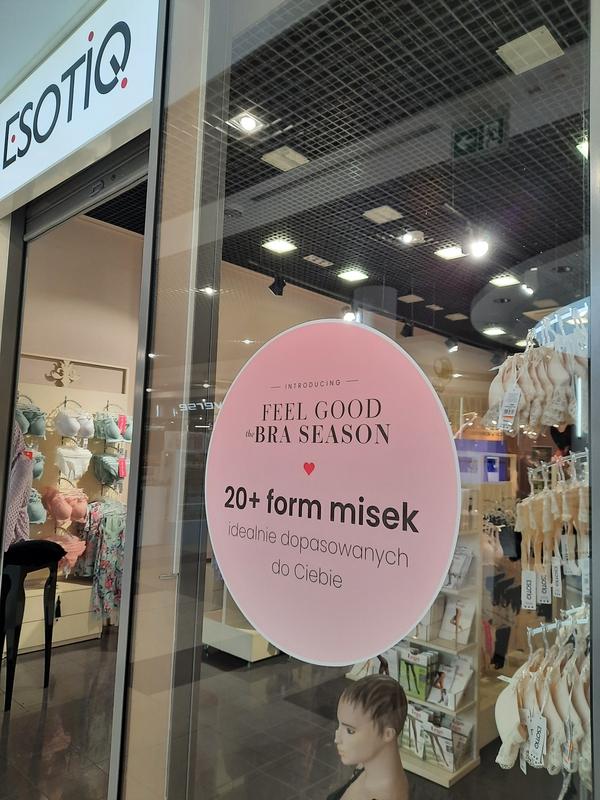 ESOTIQ
INTRODUCING
FEEL GOOD
the BRA SEASON
20+ form misek
idealnie dopasowanych
do Ciebie